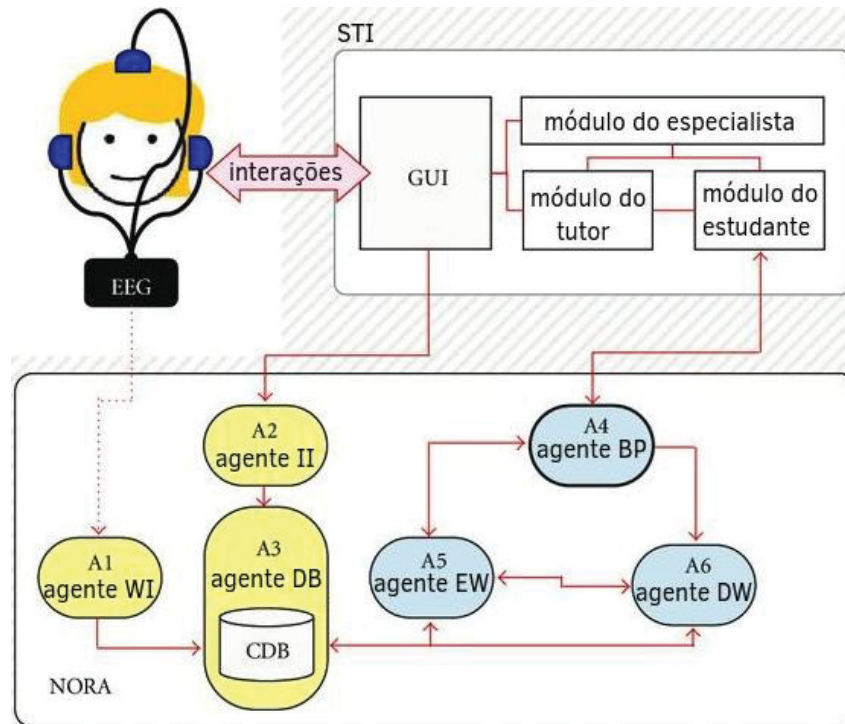 STI
interações
GUI
módulo do especialista
módulo do
tutor
módulo do
estudante
EEG
A2
agente II
A4
agente BP
A1
agente WI
A3
agente DB
CDB
A5
agente EW
A6
agente DW
NORA